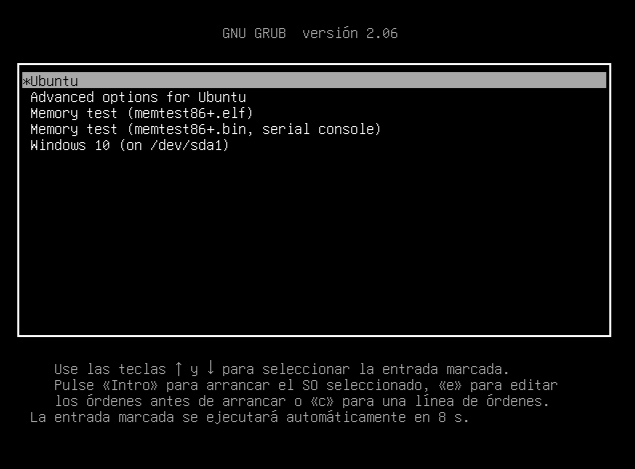 GNU GRUB  versión 2.06
*Ubuntu
Advanced options for Ubuntu
Memory test (memtest86+.elf)
Memory test (memtest86+.bin, serial console)
Windows 10 (on /dev/sda1)
Use las teclas ↑ y ↓ para seleccionar la entrada marcada.
Pulse «Intro» para arrancar el SO seleccionado, «e» para editar
los órdenes antes de arrancar o «c» para una línea de órdenes.
La entrada marcada se ejecutará automáticamente en 8 s.